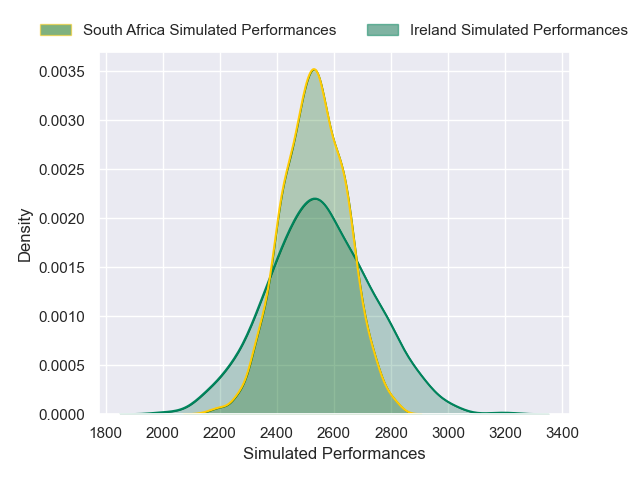 South Africa Simulated Performances
Ireland Simulated Performances
0.0035
0.0030
0.0025
0.0020
0.0015
0.0010
0.0005
0.0000
Density
1800 2000 2200 2400 2600 2800 3000 3200 3400
Simulated Performances